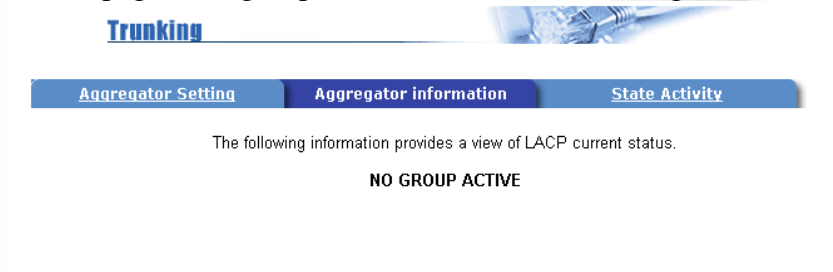 Trunking
Aggregator Setting
Aggregator information
State Activity
The following information provides a view of LACP current status.
NO GROUP ACTIVE